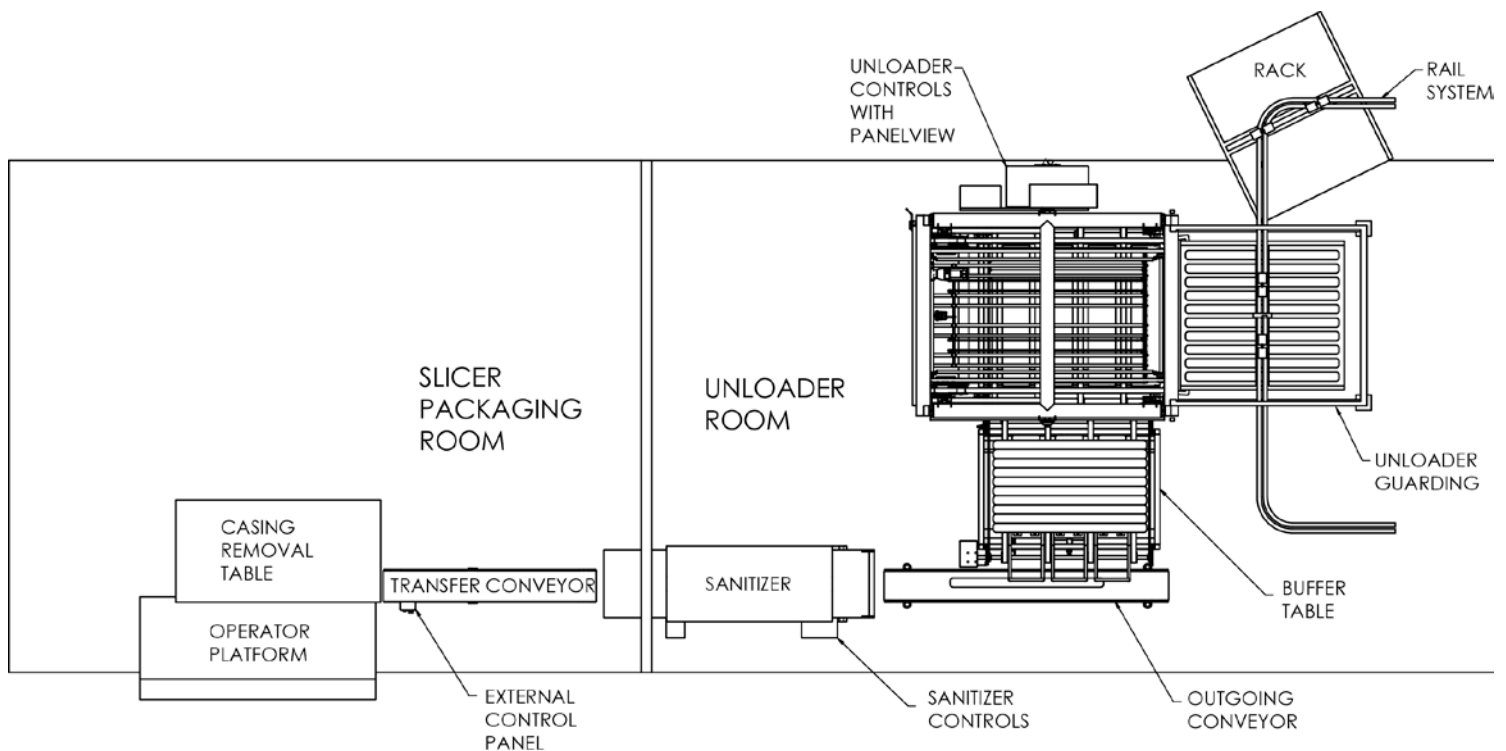 UNLOADER
CONTROLS
WITH
PANELVIEW
RACK
RAIL
SYSTEM
SLICER
PACKAGING
ROOM
UNLOADER
ROOM
UNLOADER
GUARDING
CASING
REMOVAL
TABLE
TRANSFER CONVEYOR
SANITIZER
BUFFER
TABLE
OPERATOR
PLATFORM
EXTERNAL
CONTROL
PANEL
SANITIZER
CONTROLS
OUTGOING
CONVEYOR